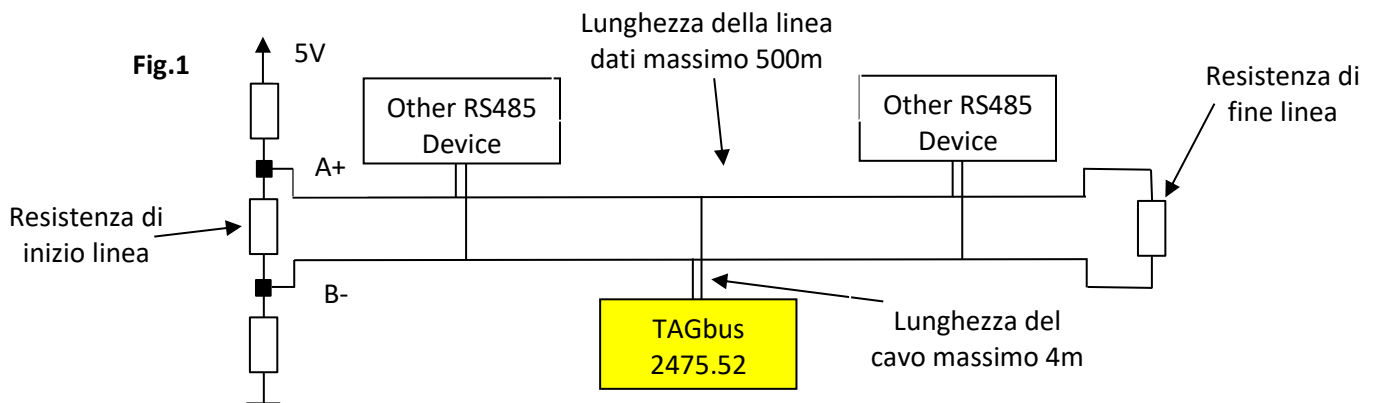 Fig.1
5V
Lunghezza della linea
dati massimo 500m
Other RS485
Device
Other RS485
Device
Resistenza di
fine linea
A+
Resistenza di
inizio linea
B-
TAGbus
2475.52
Lunghezza del
cavo massimo 4m